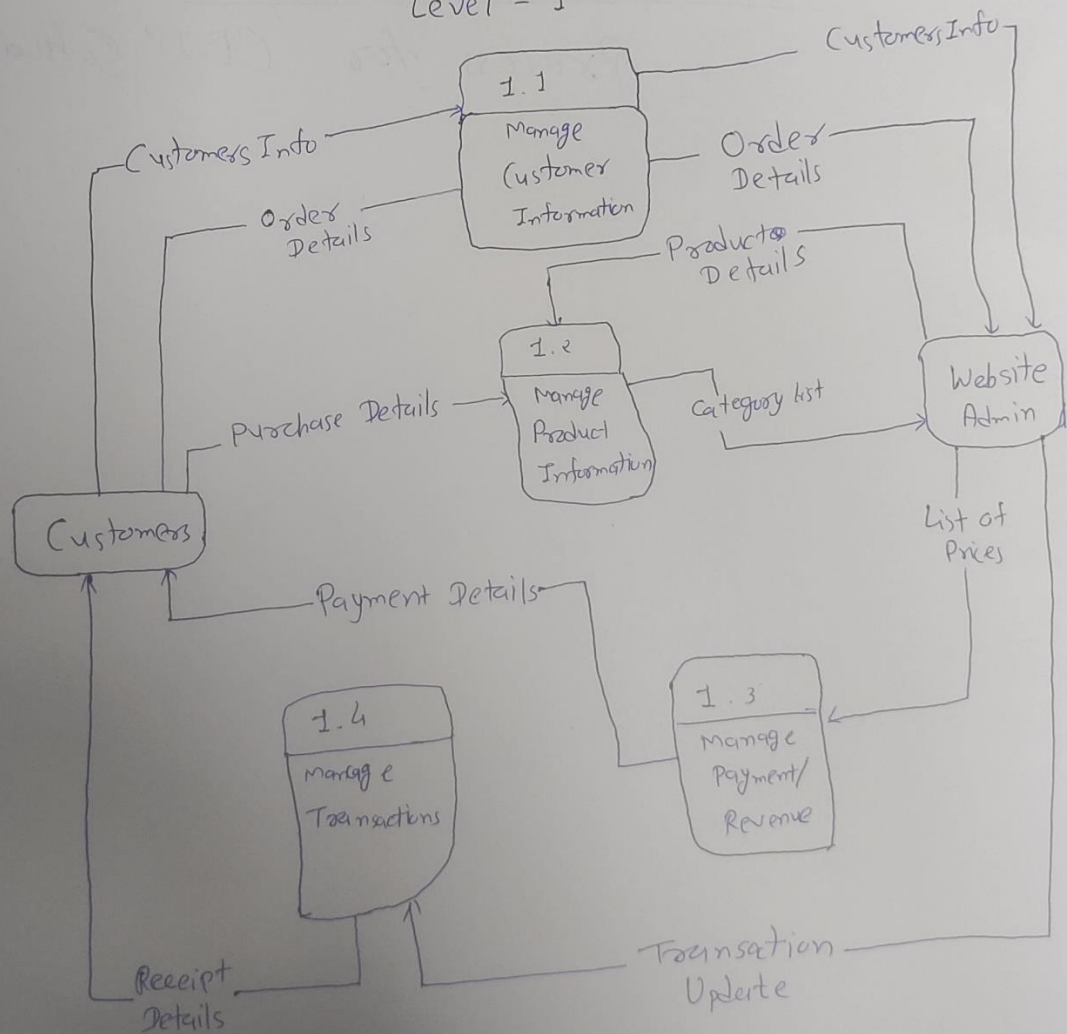 Level - 1
Customers Info
1.1
Manage
Customer
Information
Customers Info
Order
Details
Order
Details
Products
Details
1.2
Manage
Product
Information
Purchase Details
Category list
Website
Admin
Customers
List of
Prices
Payment Details
1.3
Manage
Payment/
Revenue
1.4
Manage
Transactions
Transation
Update
Receipt
Details